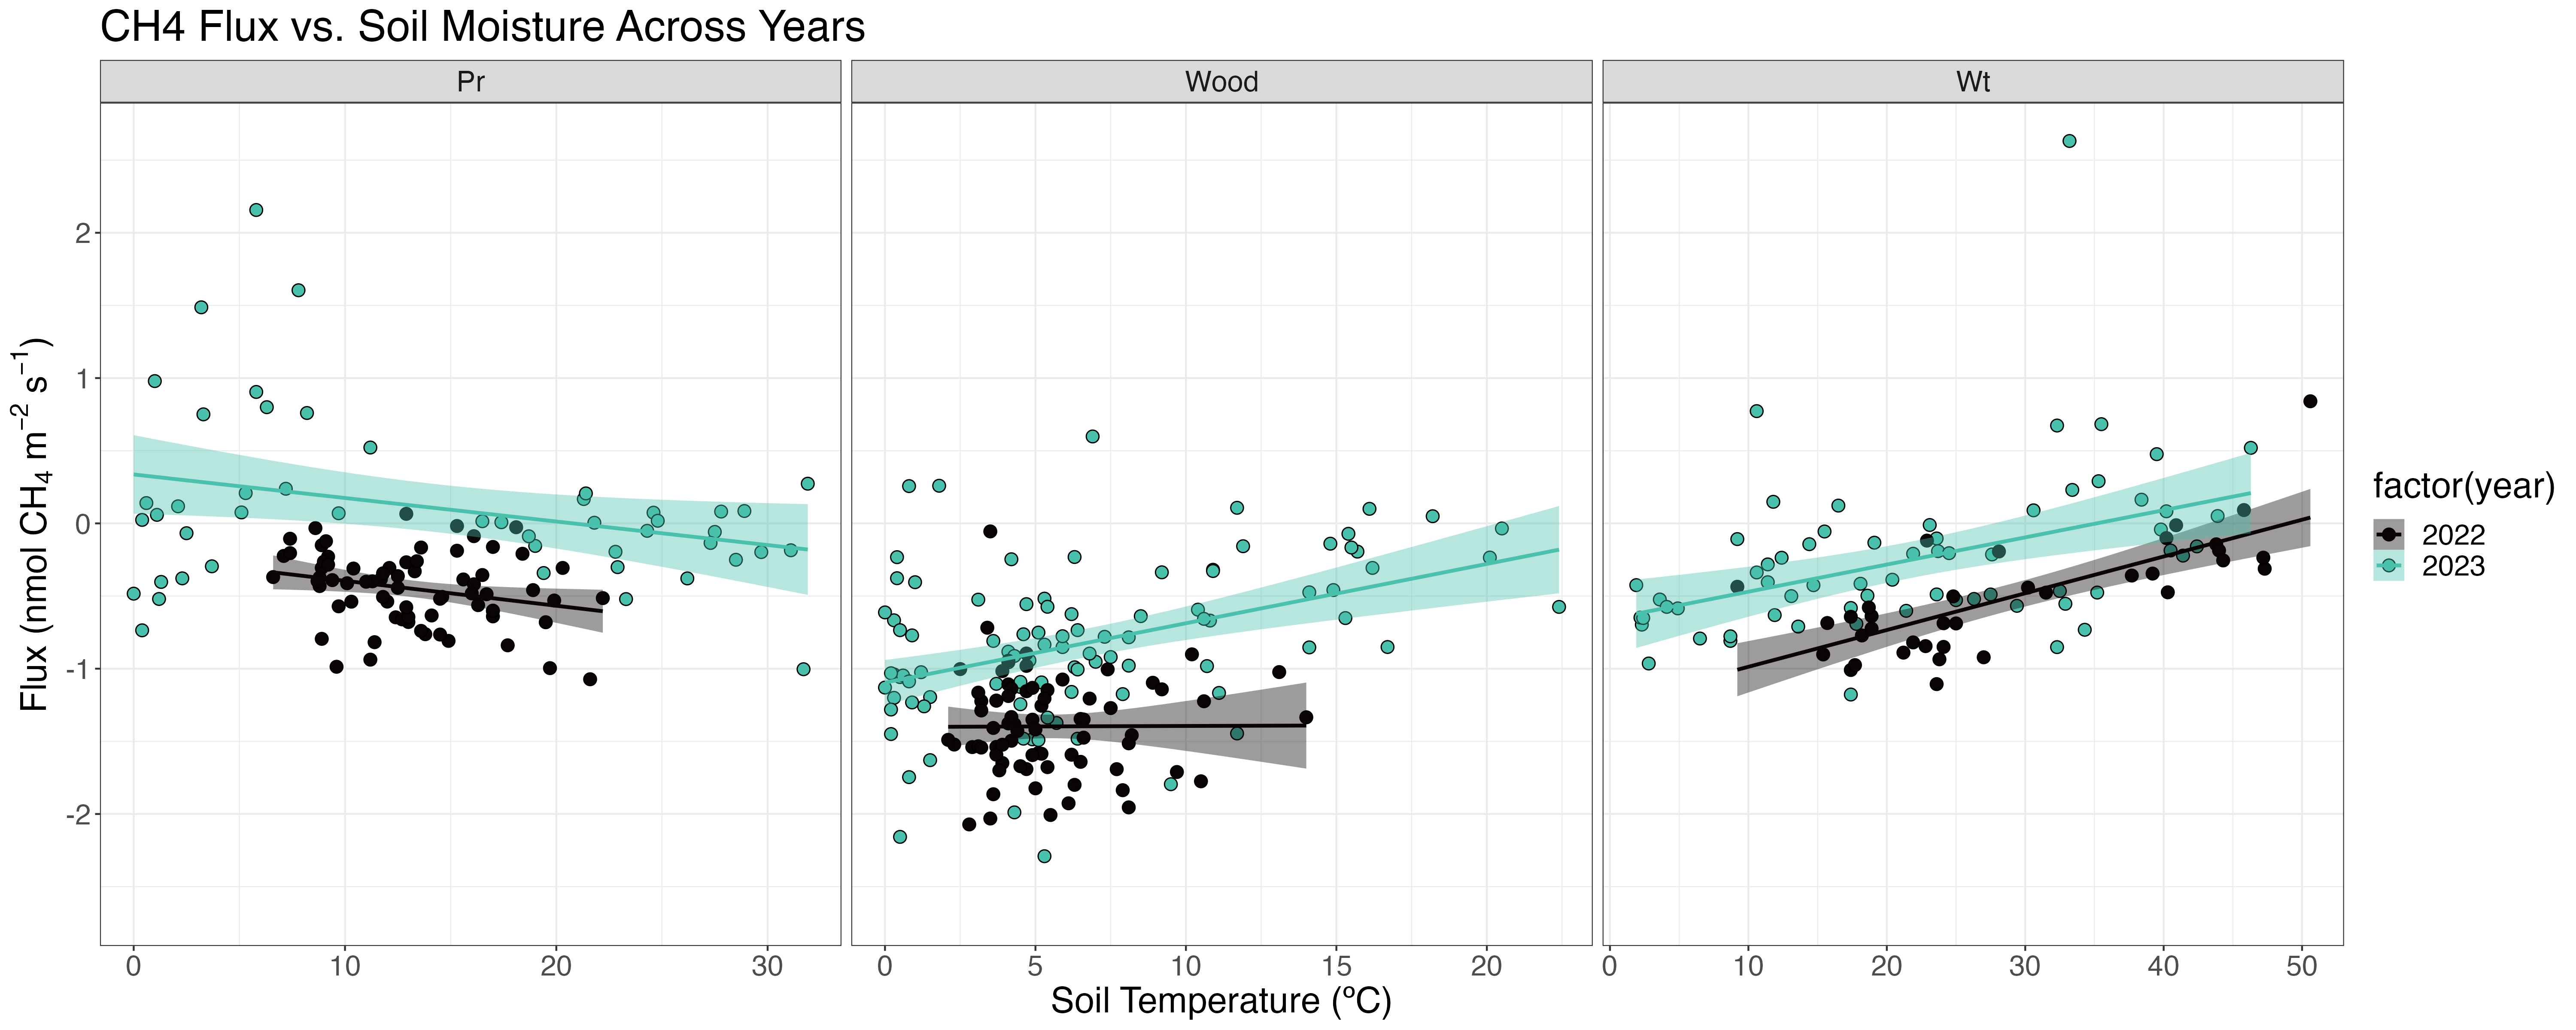 CH4 Flux vs. Soil Moisture Across Years
Pr
Wood
Wt
Flux (nmol CH₄ m⁻² s⁻¹)
2
1
0
-1
-2
0 10 20 30
0 5 10 15 20
0 10 20 30 40 50
Soil Temperature (ºC)
factor(year)
2022
2023